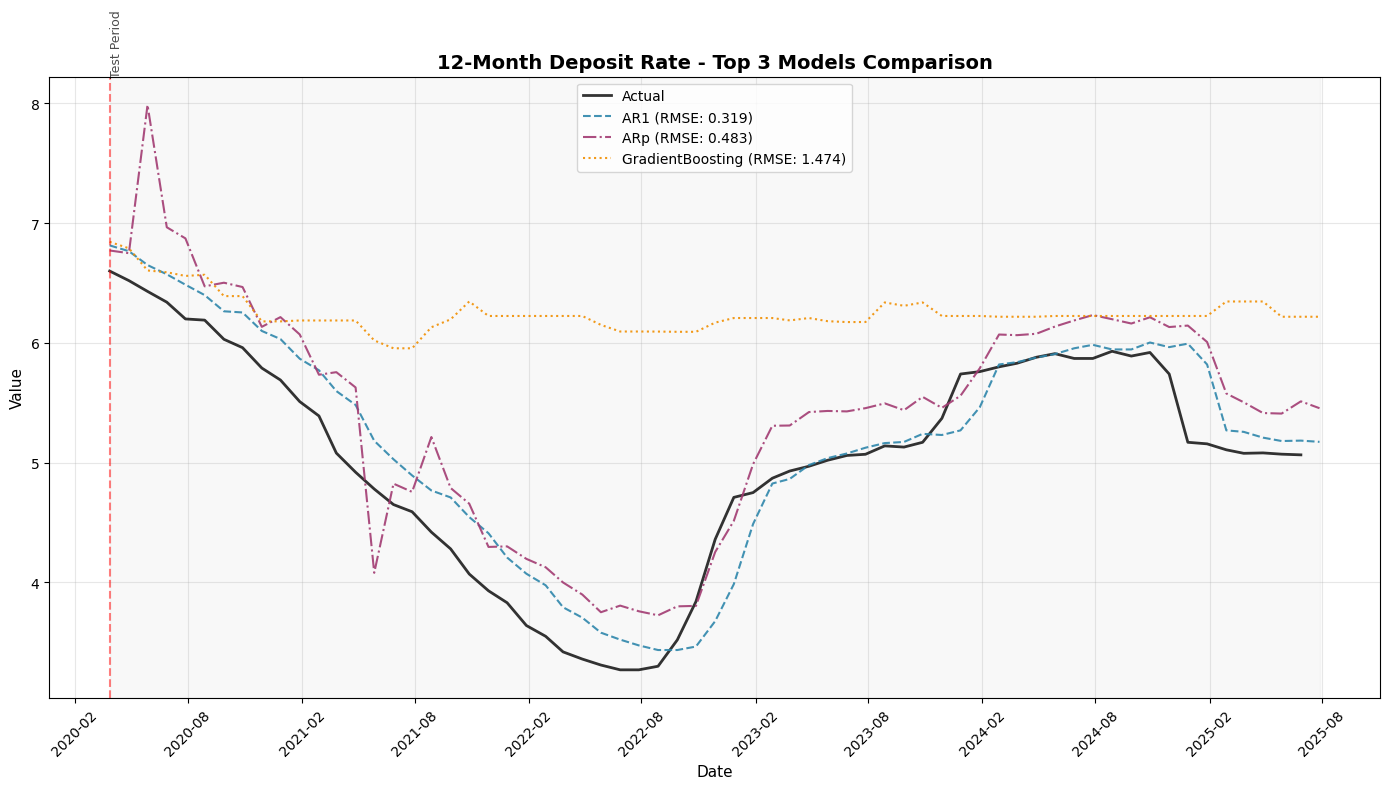 Test Period
12-Month Deposit Rate - Top 3 Models Comparison
Actual
AR1 (RMSE: 0.319)
ARp (RMSE: 0.483)
GradientBoosting (RMSE: 1.474)
Value
8
7
6
5
4
2020-02
2020-08
2021-02
2021-08
2022-02
2022-08
2023-02
2023-08
2024-02
2024-08
2025-02
2025-08
Date